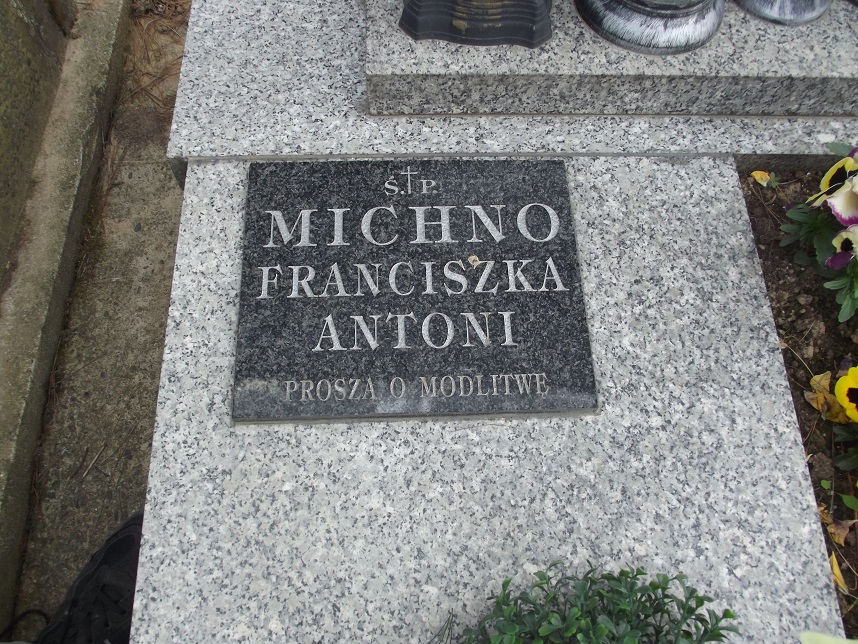 Ś.†P.
MICHNO
FRANCISZKA
ANTONI
PROSZĄ O MODLITWĘ